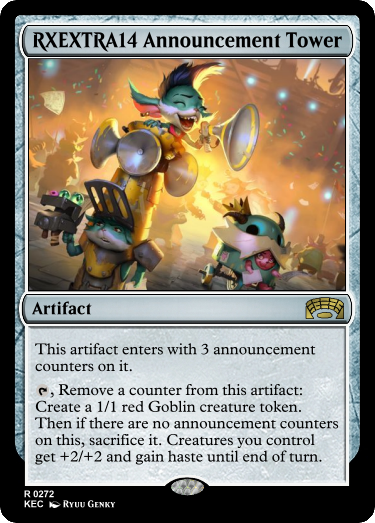 RXEXTRA14 Announcement Tower
Artifact
This artifact enters with 3 announcement
counters on it.
, Remove a counter from this artifact:
Create a 1/1 red Goblin creature token.
Then if there are no announcement counters
on this, sacrifice it. Creatures you control
get +2/+2 and gain haste until end of turn.
R 0272
KEC Ryuu Genky